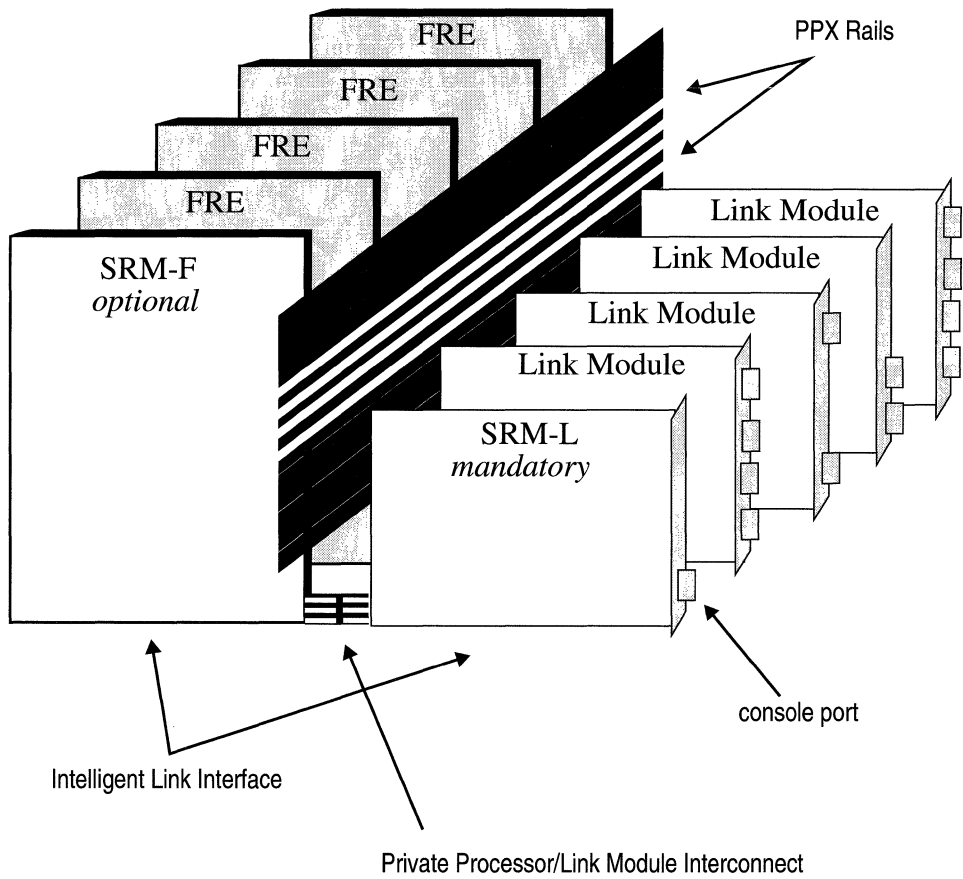 FRE
PPX Rails
FRE
FRE
FRE
Link Module
Link Module
Link Module
Link Module
SRM-F
optional
SRM-L
mandatory
console port
Intelligent Link Interface
Private Processor/Link Module Interconnect